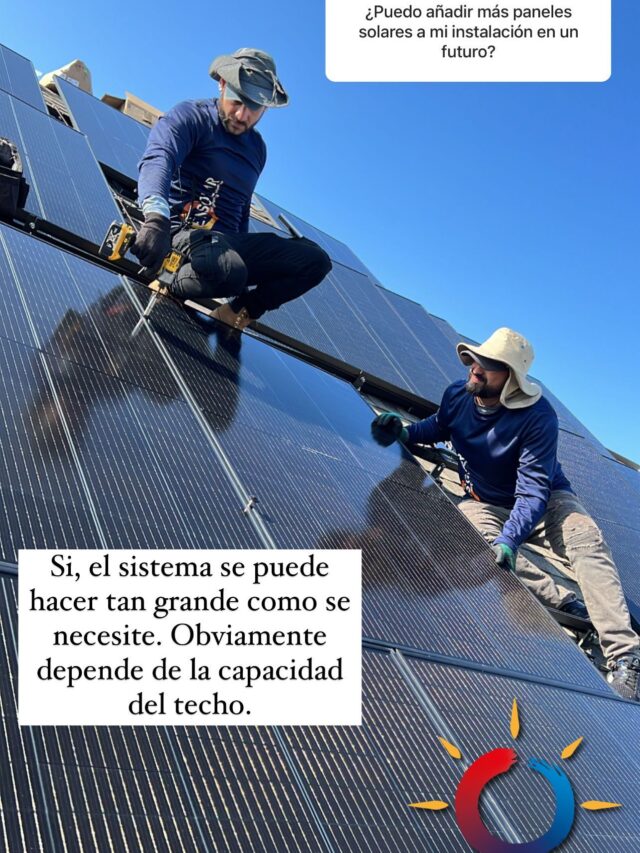 ¿Puedo añadir más paneles
solares a mi instalación en un
futuro?
Si, el sistema se puede
hacer tan grande como se
necesite. Obviamente
depende de la capacidad
del techo.